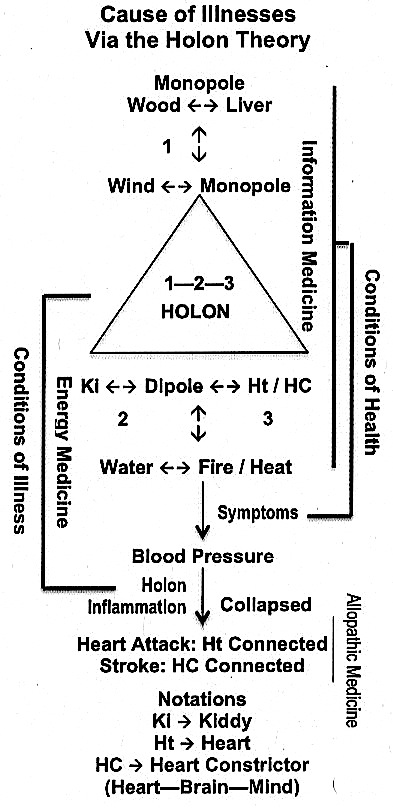 Cause of Illnesses
Via the Holon Theory
Monopole
Wood ↔ Liver
1
Wind ↔ Monopole
1—2—3
HOLON
Ki ↔ Dipole ↔ Ht / HC
2 3
Water ↔ Fire / Heat
Symptoms
Blood Pressure
Holon
Inflammation
Collapsed
Heart Attack: Ht Connected
Stroke: HC Connected
Information Medicine
Conditions of Health
Energy Medicine
Conditions of Illness
Allopathic Medicine
Notations
Ki → Kiddy
Ht → Heart
HC → Heart Constrictor
(Heart—Brain—Mind)